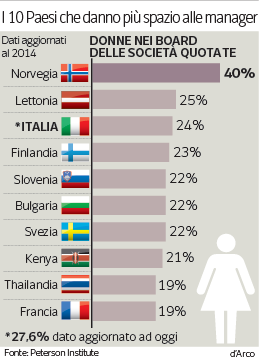 I 10 Paesi che danno più spazio alle manager
Dati aggiornati
al 2014
DONNE NEI BOARD
DELLE SOCIETÀ QUOTATE
Norvegia 40%
Lettonia 25%
*ITALIA 24%
Finlandia 23%
Slovenia 22%
Bulgaria 22%
Svezia 22%
Kenya 21%
Thailandia 19%
Francia 19%
*27,6% dato aggiornato ad oggi
Fonte: Peterson Institute
d'Arco